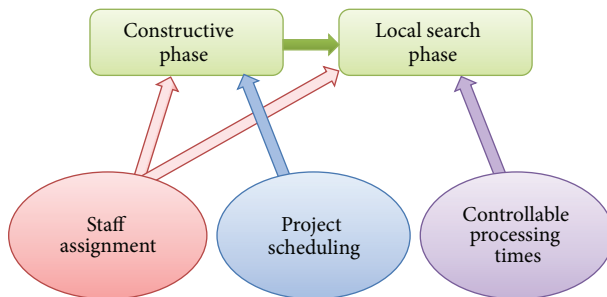 Constructive
phase
Local search
phase
Staff
assignment
Project
scheduling
Controllable
processing
times